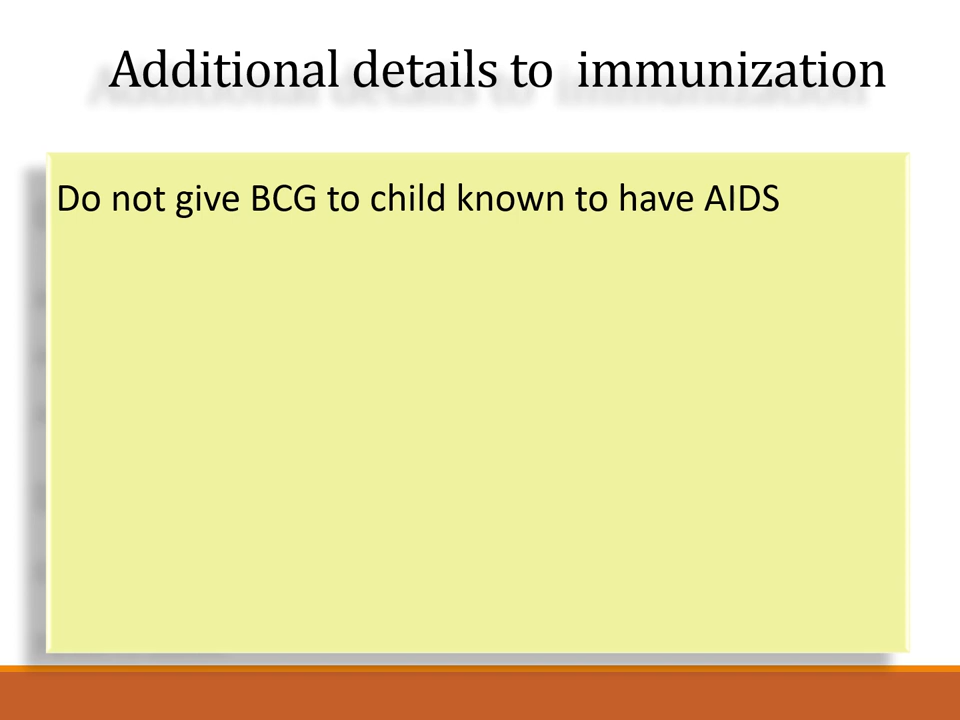 Additional details to  immunization
Do not give BCG to child known to have AIDS